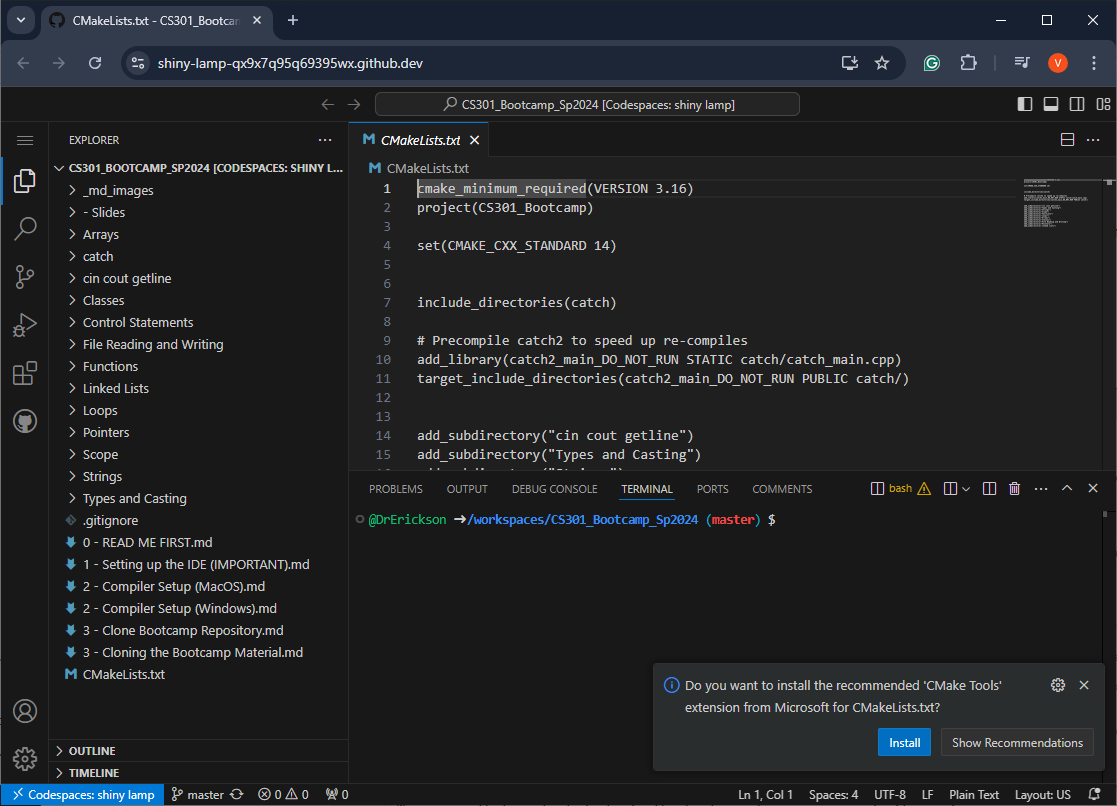 CMakeLists.txt - CS301_Bootcam
shiny-lamp-qx9x7q95q69395wx.github.dev
V
CS301_Bootcamp_Sp2024 [Codespaces: shiny lamp]
EXPLORER
CS301_BOOTCAMP_SP2024 [CODESPACES: SHINY L...
_md_images
- Slides
Arrays
catch
cin cout getline
Classes
Control Statements
File Reading and Writing
Functions
Linked Lists
Loops
Pointers
Scope
Strings
Types and Casting
.gitignore
0 - READ ME FIRST.md
1 - Setting up the IDE (IMPORTANT).md
2 - Compiler Setup (MacOS).md
2 - Compiler Setup (Windows).md
3 - Clone Bootcamp Repository.md
3 - Cloning the Bootcamp Material.md
CMakeLists.txt
OUTLINE
TIMELINE
CMakeLists.txt
CMakeLists.txt
1 cmake_minimum_required(VERSION 3.16)
2 project(CS301_Bootcamp)
3
4 set(CMAKE_CXX_STANDARD 14)
5
6
7 include_directories(catch)
8
9 # Precompile catch2 to speed up re-compiles
10 add_library(catch2_main_DO_NOT_RUN STATIC catch/catch_main.cpp)
11 target_include_directories(catch2_main_DO_NOT_RUN PUBLIC catch/)
12
13
14 add_subdirectory("cin cout getline")
15 add_subdirectory("Types and Casting")
PROBLEMS OUTPUT DEBUG CONSOLE TERMINAL PORTS COMMENTS bash
@DrErickson ➜/workspaces/CS301_Bootcamp_Sp2024 (master) $
Do you want to install the recommended 'CMake Tools'
extension from Microsoft for CMakeLists.txt?
Install Show Recommendations
Codespaces: shiny lamp master 0 0 0 Ln 1, Col 1 Spaces: 4 UTF-8 LF Plain Text Layout: US